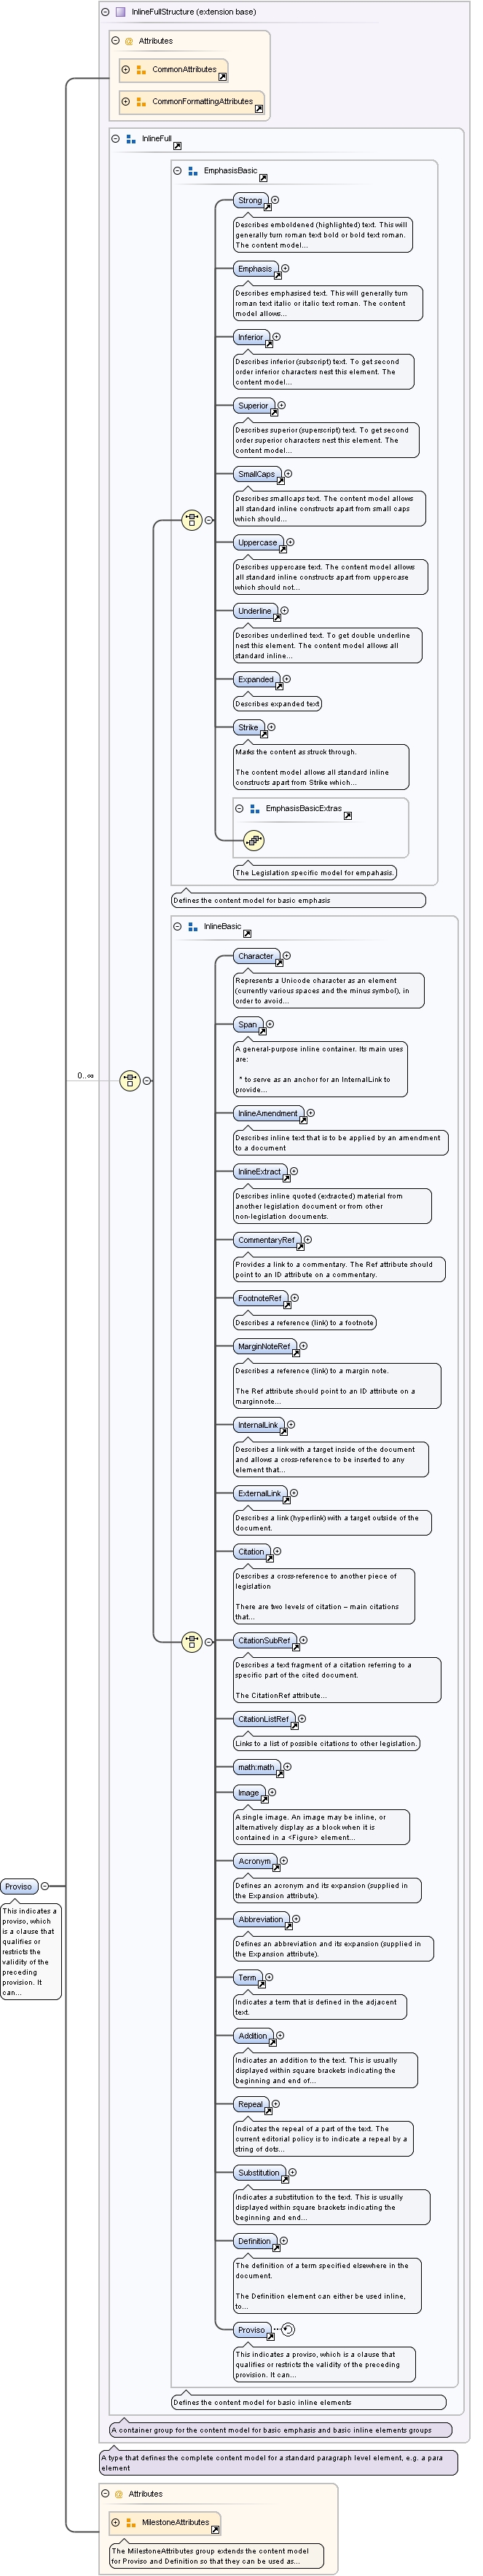 InlineFullStructure (extension base)
@ Attributes
CommonAttributes
CommonFormattingAttributes
InlineFull
EmphasisBasic
Strong
Describes emboldened (highlighted) text. This will
generally turn roman text bold or bold text roman.
The content model...
Emphasis
Describes emphasised text. This will generally turn
roman text italic or italic text roman. The content
model allows...
Inferior
Describes inferior (subscript) text. To get second
order inferior characters nest this element. The
content model...
Superior
Describes superior (superscript) text. To get second
order superior characters nest this element. The
content model...
SmallCaps
Describes smallcaps text. The content model allows
all standard inline constructs apart from small caps
which should...
Uppercase
Describes uppercase text. The content model allows
all standard inline constructs apart from uppercase
which should not...
Underline
Describes underlined text. To get double underline
nest this element. The content model allows all
standard inline...
Expanded
Describes expanded text
Strike
Marks the content as struck through.
The content model allows all standard inline
constructs apart from Strike which...
EmphasisBasicExtras
The Legislation specific model for empahasis.
Defines the content model for basic emphasis
InlineBasic
Character
Represents a Unicode character as an element
(currently various spaces and the minus symbol), in
order to avoid...
Span
A general-purpose inline container. Its main uses
are:
* to serve as an anchor for an InternalLink to
provide...
0..∞
InlineAmendment
Describes inline text that is to be applied by an amendment
to a document
InlineExtract
Describes inline quoted (extracted) material from
another legislation document or from other
non-legislation documents.
CommentaryRef
Provides a link to a commentary. The Ref attribute should
point to an ID attribute on a commentary.
FootnoteRef
Describes a reference (link) to a footnote
MarginNoteRef
Describes a reference (link) to a margin note.
The Ref attribute should point to an ID attribute on a
marginnote...
InternalLink
Describes a link with a target inside of the document
and allows a cross-reference to be inserted to any
element that...
ExternalLink
Describes a link (hyperlink) with a target outside of the
document.
Citation
Describes a cross-reference to another piece of
legislation
There are two levels of citation – main citations
that...
CitationSubRef
Describes a text fragment of a citation referring to a
specific part of the cited document.
The CitationRef attribute...
CitationListRef
Links to a list of possible citations to other legislation.
math:math
Image
A single image. An image may be inline, or
alternatively display as a block when it is
contained in a <Figure> element...
Acronym
Defines an acronym and its expansion (supplied in
the Expansion attribute).
Abbreviation
Defines an abbreviation and its expansion (supplied in
the Expansion attribute).
Term
Indicates a term that is defined in the adjacent
text.
Addition
Indicates an addition to the text. This is usually
displayed within square brackets indicating the
beginning and end of...
Repeal
Indicates the repeal of a part of the text. The
current editorial policy is to indicate a repeal by a
string of dots...
Substitution
Indicates a substitution to the text. This is usually
displayed within square brackets indicating the
beginning and end...
Definition
The definition of a term specified elsewhere in the
document.
The Definition element can either be used inline,
to...
Proviso
This indicates a proviso, which is a clause that
qualifies or restricts the validity of the preceding
provision. It can...
Defines the content model for basic inline elements
A container group for the content model for basic emphasis and basic inline elements groups
A type that defines the complete content model for a standard paragraph level element, e.g. a para
element
Proviso
This indicates a
proviso, which
is a clause that
qualifies or
restricts the
validity of the
preceding
provision. It
can...
@ Attributes
MilestoneAttributes
The MilestoneAttributes group extends the content model
for Proviso and Definition so that they can be used as...